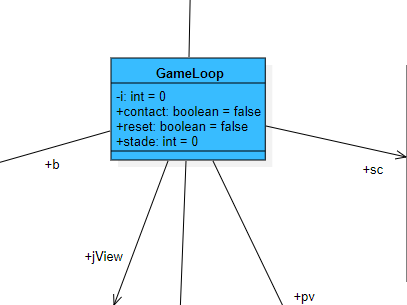 GameLoop
-i: int = 0
+contact: boolean = false
+reset: boolean = false
+stade: int = 0
+b
+sc
+jView
+pv